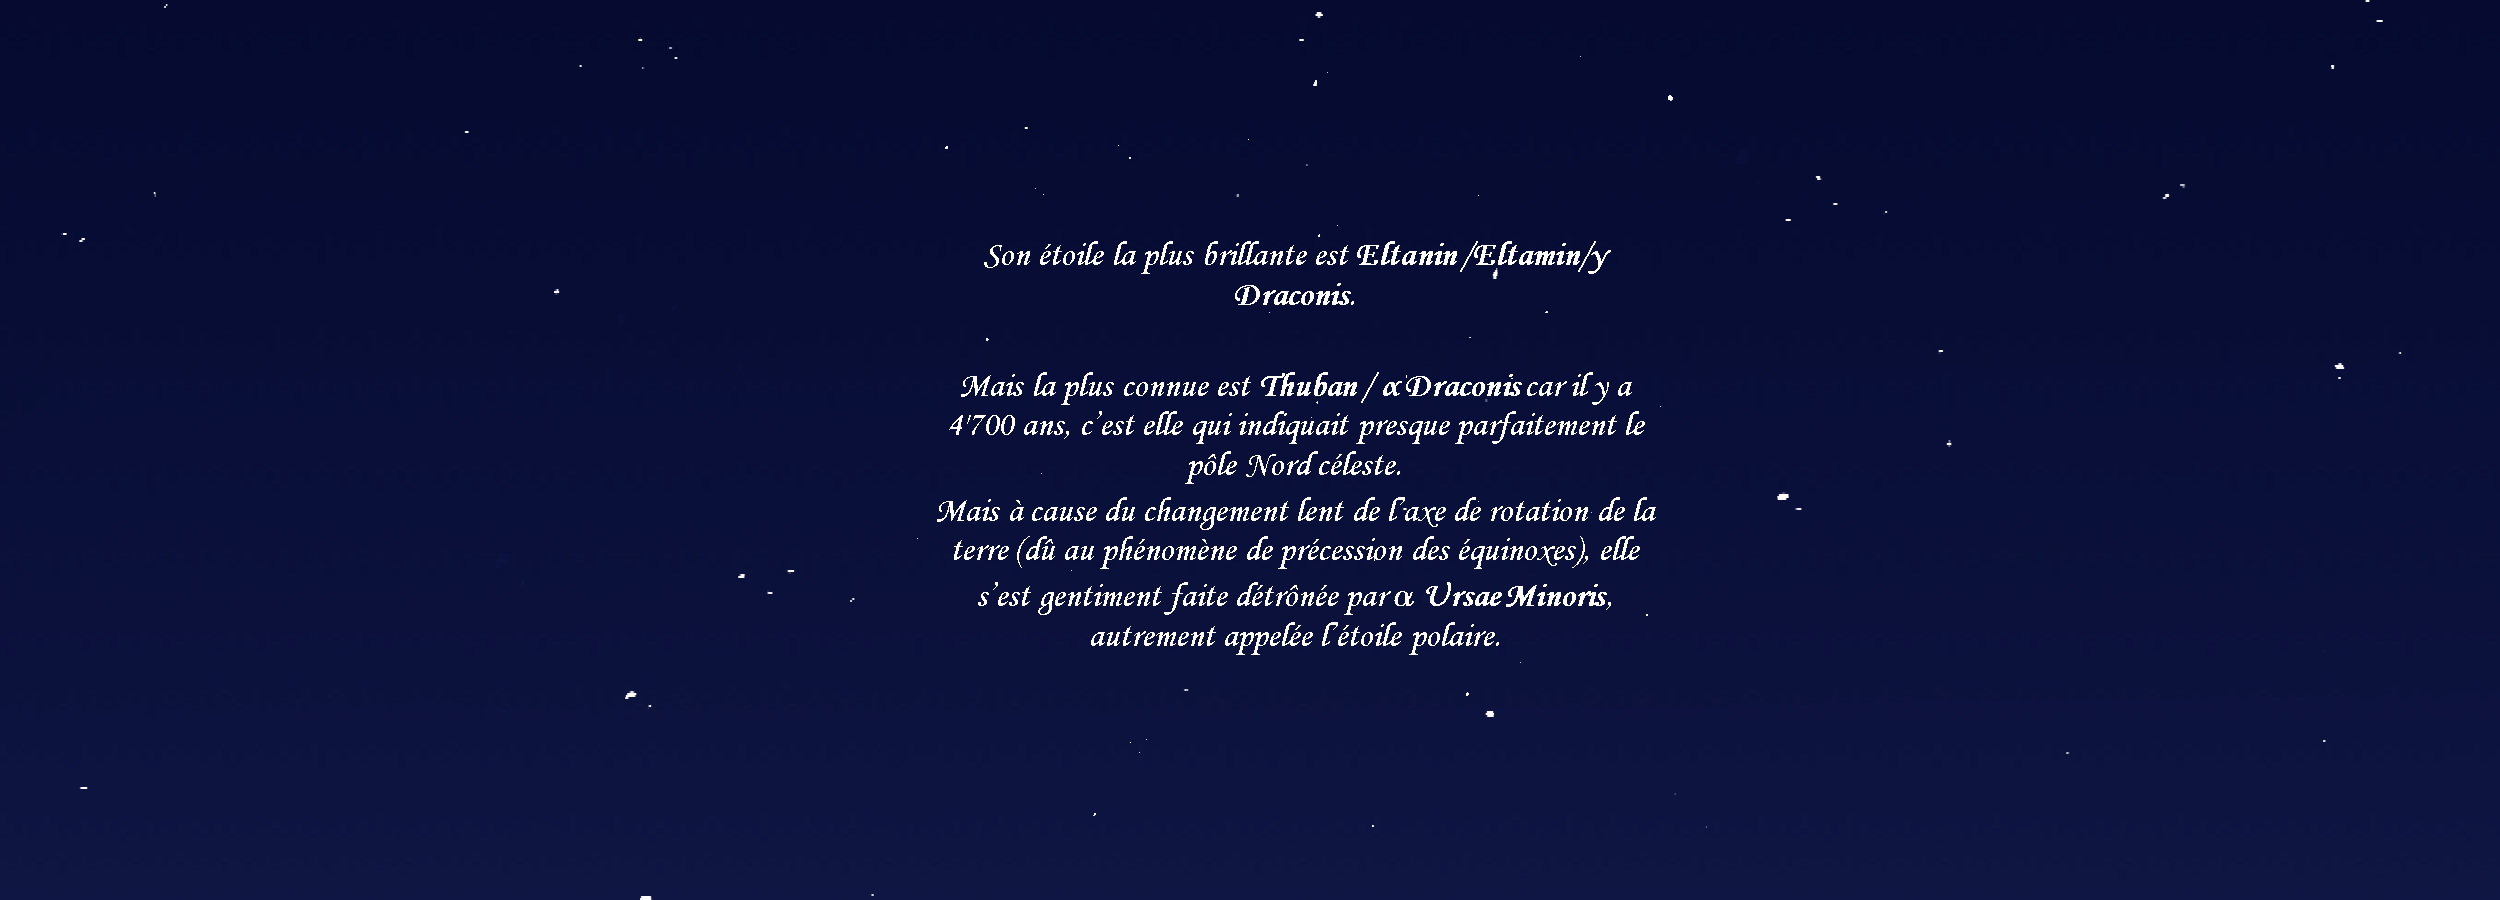 Son étoile la plus brillante est Eltanin /Eltamin/y
Draconis.
Mais la plus connue est Thuban / α Draconis car il y a
4'700 ans, c'est elle qui indiquait presque parfaitement le
pôle Nord céleste.
Mais à cause du changement lent de l'axe de rotation de la
terre (dû au phénomène de précession des équinoxes), elle
s'est gentiment faite détrônée par α Ursae Minoris,
autrement appelée l'étoile polaire.